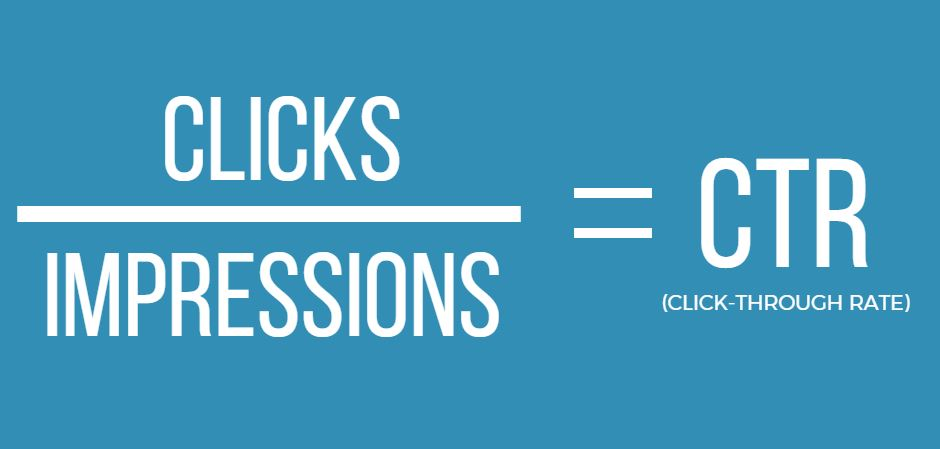 CLICKS
IMPRESSIONS
= CTR
(CLICK-THROUGH RATE)